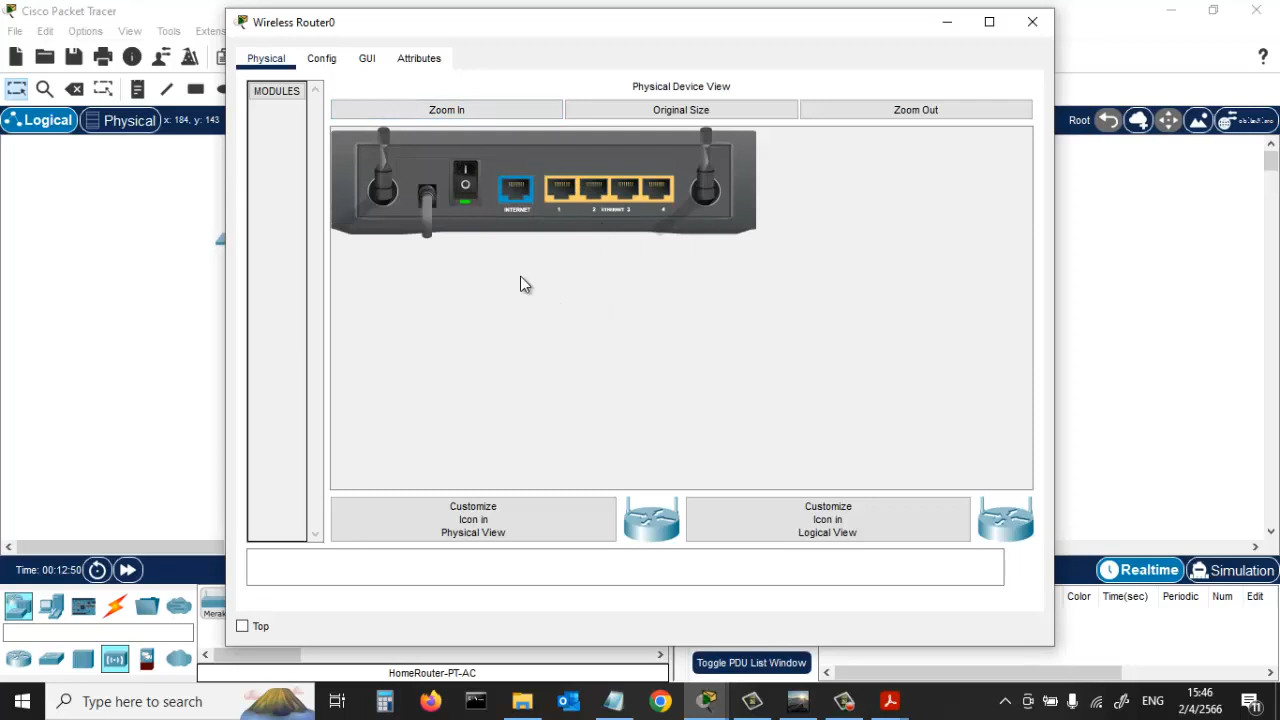 Cisco Packet Tracer
Wireless Router0
File Edit Options View Tools Extens
Physical Config GUI Attributes
MODULES
Physical Device View
Zoom In Original Size Zoom Out
Logical Physical x: 184, y: 143
Root
INTERNET 1 2 ETHERNET 3 4
Customize
Icon in
Physical View
Customize
Icon in
Logical View
Time: 00:12:50
Realtime Simulation
Color Time(sec) Periodic Num Edit
Merak
Top
HomeRouter-PT-AC
Toggle PDU List Window
Type here to search
ENG
15:46
2/4/2566
11